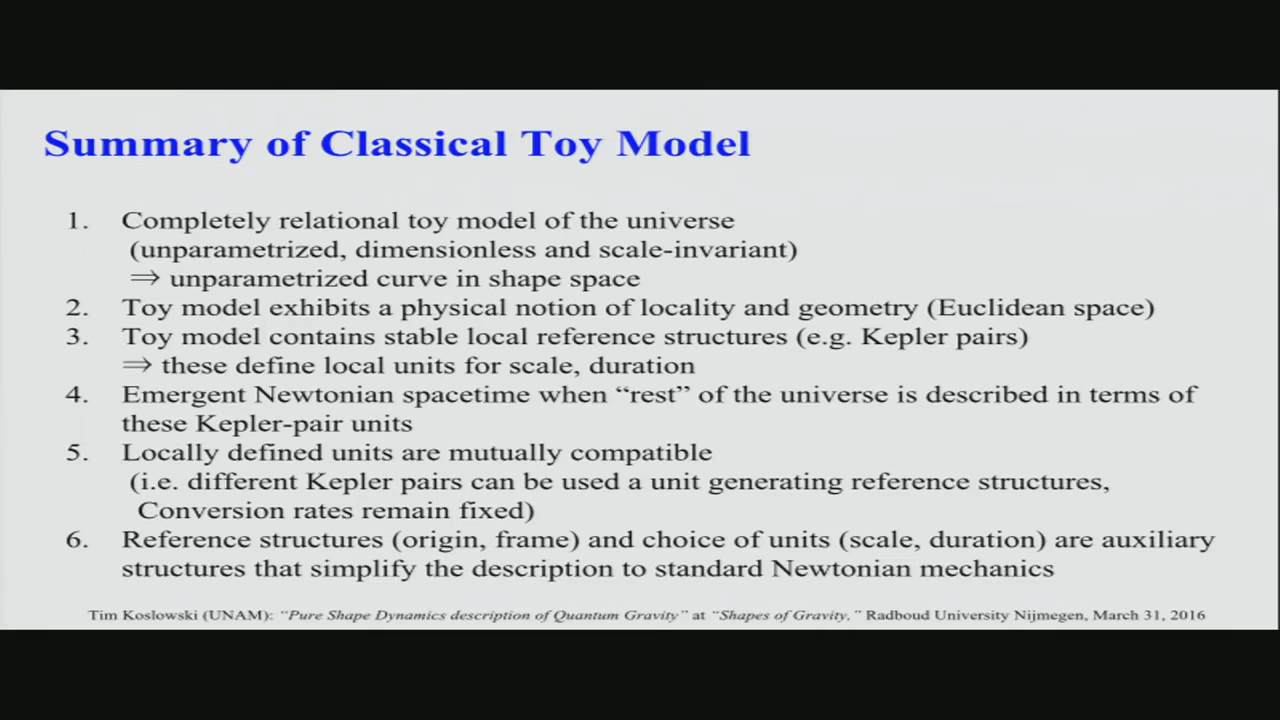 Summary of Classical Toy Model
1. Completely relational toy model of the universe
(unparametrized, dimensionless and scale-invariant)
⇒ unparametrized curve in shape space
2. Toy model exhibits a physical notion of locality and geometry (Euclidean space)
3. Toy model contains stable local reference structures (e.g. Kepler pairs)
⇒ these define local units for scale, duration
4. Emergent Newtonian spacetime when “rest” of the universe is described in terms of
these Kepler-pair units
5. Locally defined units are mutually compatible
(i.e. different Kepler pairs can be used a unit generating reference structures,
Conversion rates remain fixed)
6. Reference structures (origin, frame) and choice of units (scale, duration) are auxiliary
structures that simplify the description to standard Newtonian mechanics
Tim Koslowski (UNAM): “Pure Shape Dynamics description of Quantum Gravity” at “Shapes of Gravity,” Radboud University Nijmegen, March 31, 2016